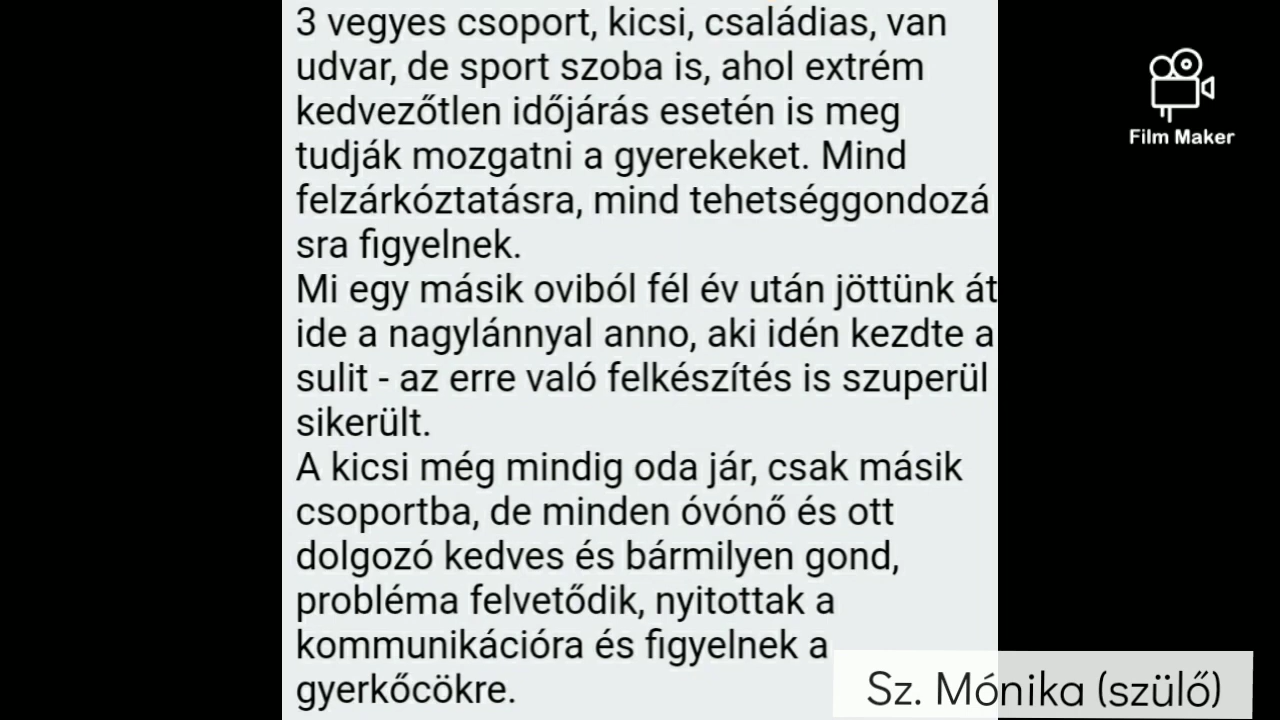 3 vegyes csoport, kicsi, családias, van
udvar, de sport szoba is, ahol extrém
kedvezőtlen időjárás esetén is meg
tudják mozgatni a gyerekeket. Mind
felzárkóztatásra, mind tehetséggondozá
sra figyelnek.
Mi egy másik oviból fél év után jöttünk át
ide a nagylánnyal anno, aki idén kezdte a
sulit - az erre való felkészítés is szuperül
sikerült.
A kicsi még mindig oda jár, csak másik
csoportba, de minden óvónő és ott
dolgozó kedves és bármilyen gond,
probléma felvetődik, nyitottak a
kommunikációra és figyelnek a
gyerkőcökre.
Sz. Mónika (szülő)
Film Maker